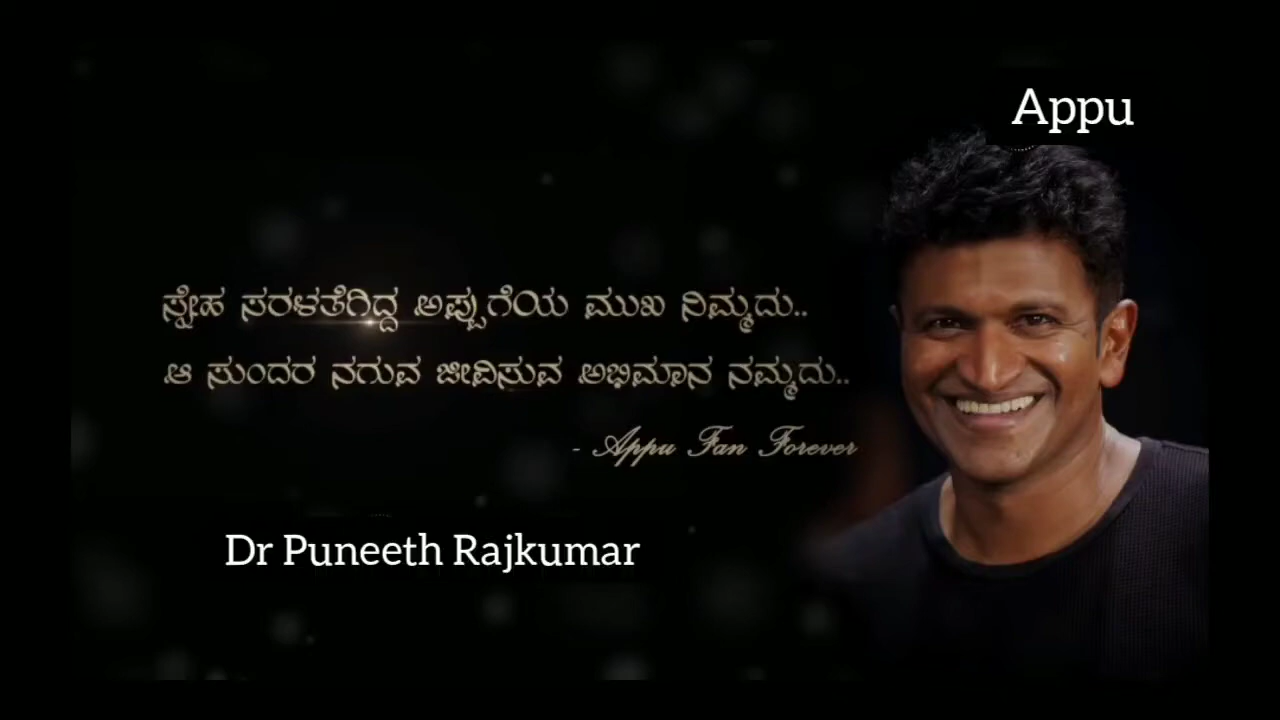 Appu
ಸ್ನೇಹ ಸರಳತೆಗಿದ್ದ ಅಪ್ಪುಗೆಯ ಮುಖ ನಿಮ್ಮದು..
ಆ ಸುಂದರ ನಗುವ ಜೀವಿಸುವ ಅಭಿಮಾನ ನಮ್ಮದು..
- Appu Fan Forever
Dr Puneeth Rajkumar